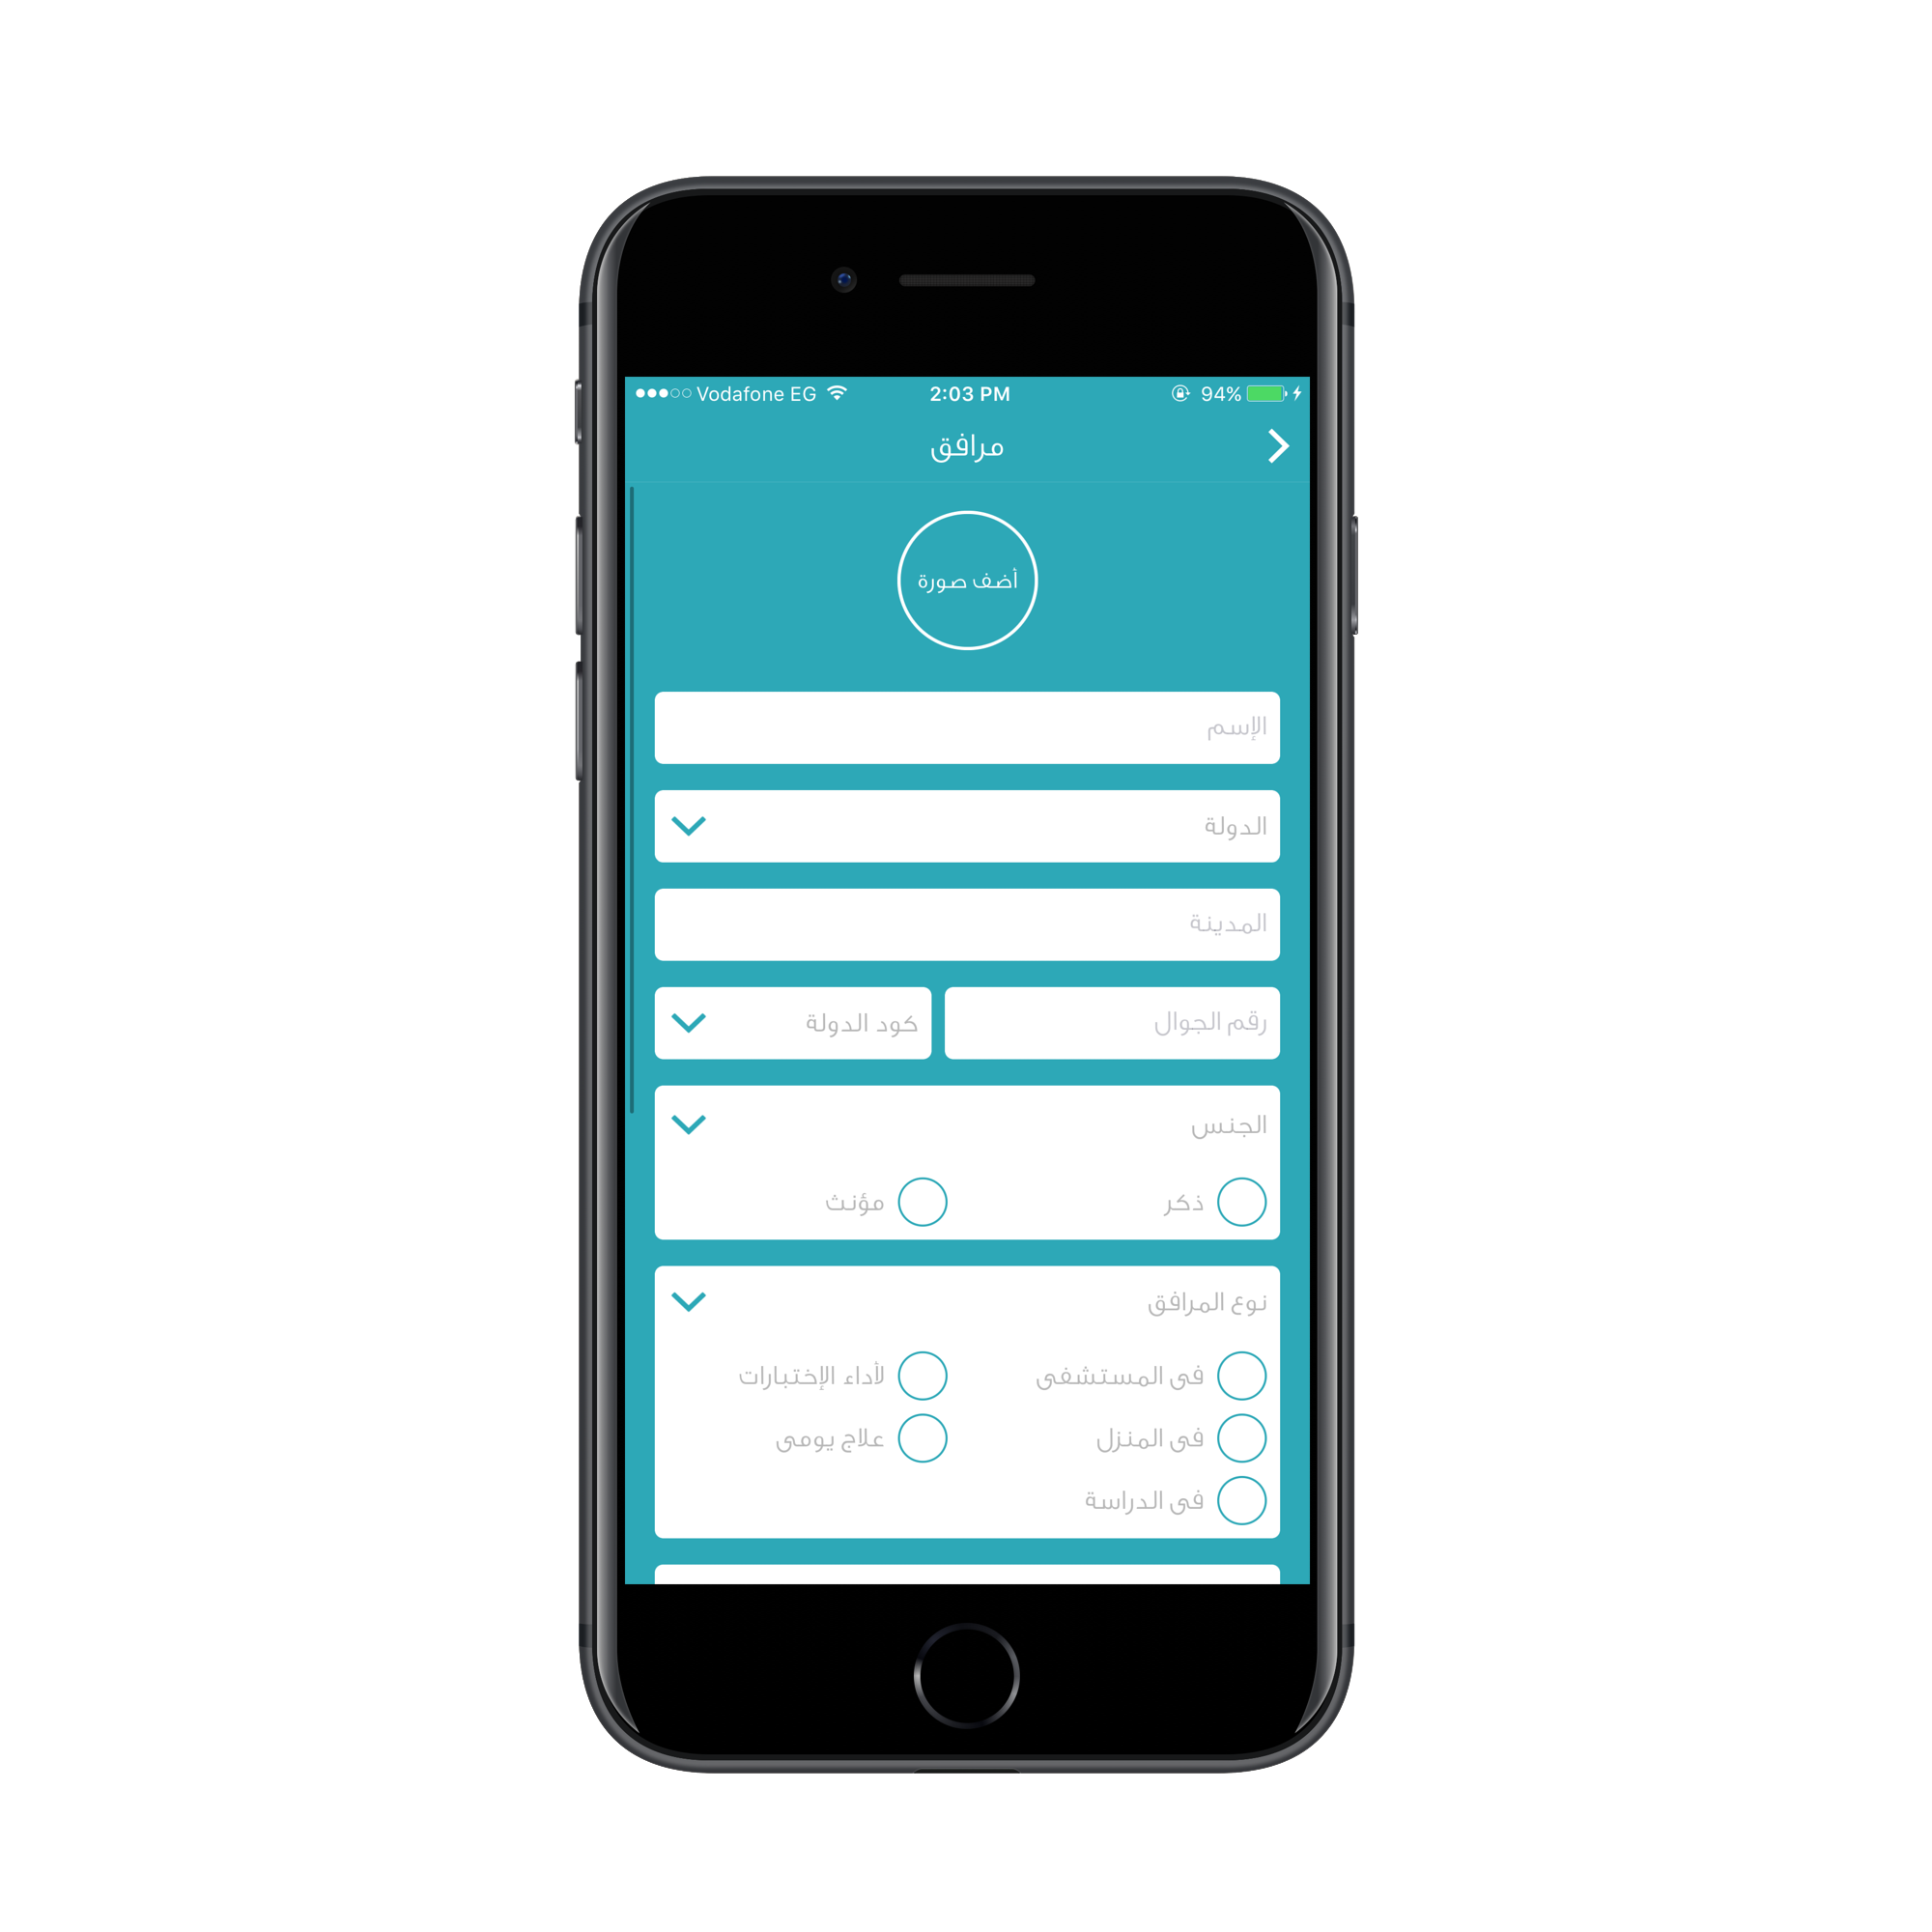 Vodafone EG 2:03 PM 94%
مرافق
أضف صورة
الإسم
الدولة
المدينة
رقم الجوال
كود الدولة
الجنس
ذكر
مؤنث
نوع المرافق
فى المستشفى
لأداء الإختبارات
فى المنزل
علاج يومى
فى الدراسة